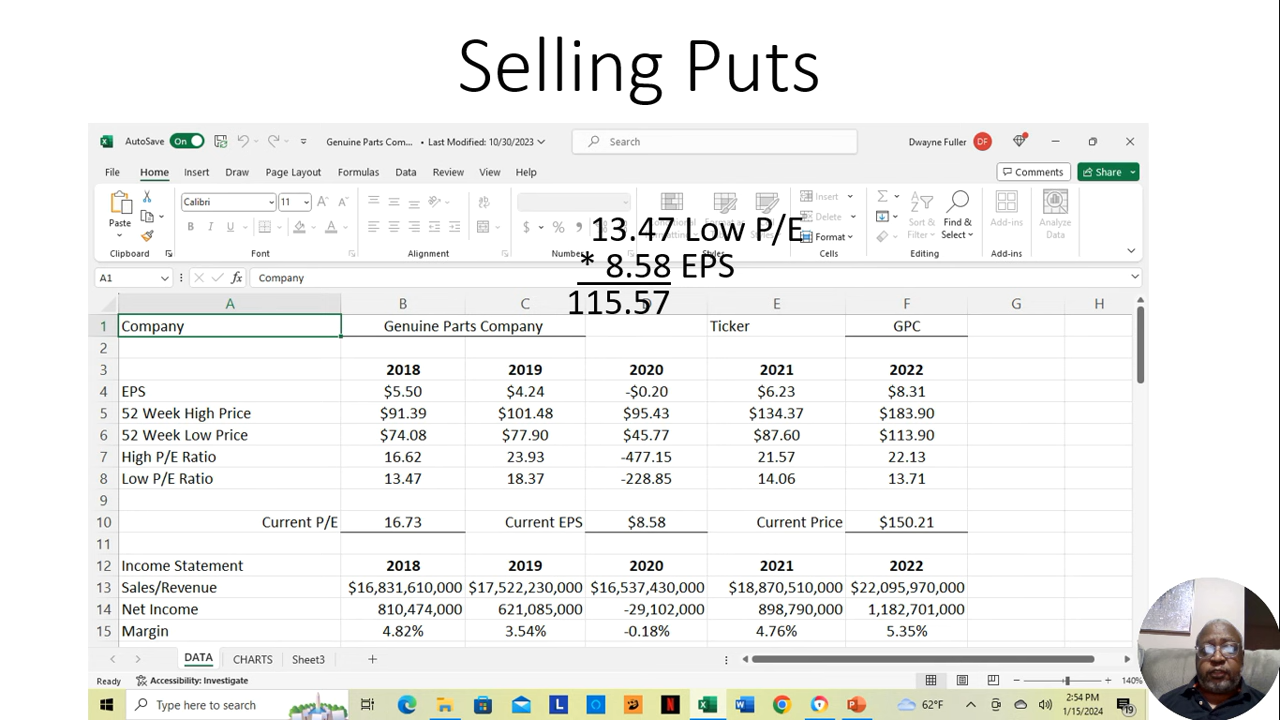 Selling Puts
AutoSave On Genuine Parts Com... • Last Modified: 10/30/2023 Search Dwayne Fuller DF
File Home Insert Draw Page Layout Formulas Data Review View Help Comments Share
Paste Calibri 11 Insert Delete Format Sort & Filter Find & Select Add-ins Analyze Data
Clipboard Font Alignment Cells Editing Add-ins
13.47 Low P/E
* 8.58 EPS
115.57
A1 fx Company
A B C D E F G H
1 Company Genuine Parts Company Ticker GPC
2
3 2018 2019 2020 2021 2022
4 EPS $5.50 $4.24 -$0.20 $6.23 $8.31
5 52 Week High Price $91.39 $101.48 $95.43 $134.37 $183.90
6 52 Week Low Price $74.08 $77.90 $45.77 $87.60 $113.90
7 High P/E Ratio 16.62 23.93 -477.15 21.57 22.13
8 Low P/E Ratio 13.47 18.37 -228.85 14.06 13.71
9
10 Current P/E 16.73 Current EPS $8.58 Current Price $150.21
11
12 Income Statement 2018 2019 2020 2021 2022
13 Sales/Revenue $16,831,610,000 $17,522,230,000 $16,537,430,000 $18,870,510,000 $22,095,970,000
14 Net Income 810,474,000 621,085,000 -29,102,000 898,790,000 1,182,701,000
15 Margin 4.82% 3.54% -0.18% 4.76% 5.35%
DATA CHARTS Sheet3
Ready Accessibility: Investigate 140%
Type here to search 62°F 2:54 PM
1/15/2024 19